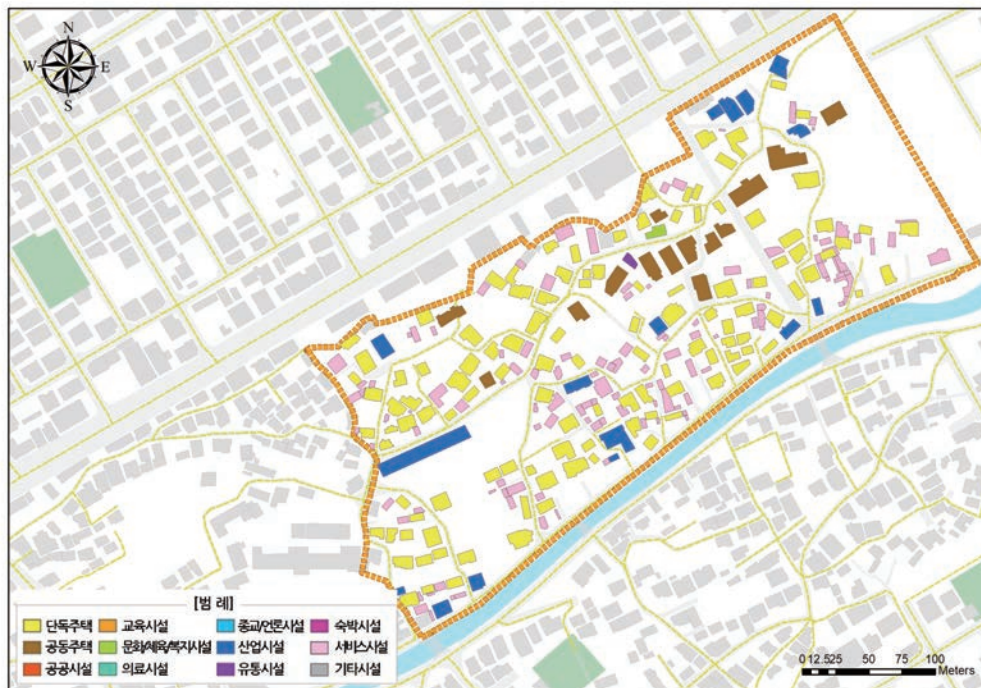 N
W E
S
[범 례]
단독주택 교육시설 종교/언론시설 숙박시설
공동주택 문화/체육/복지시설 산업시설 서비스시설
공공시설 의료시설 유통시설 기타시설
0 12.5 25 50 75 100
Meters